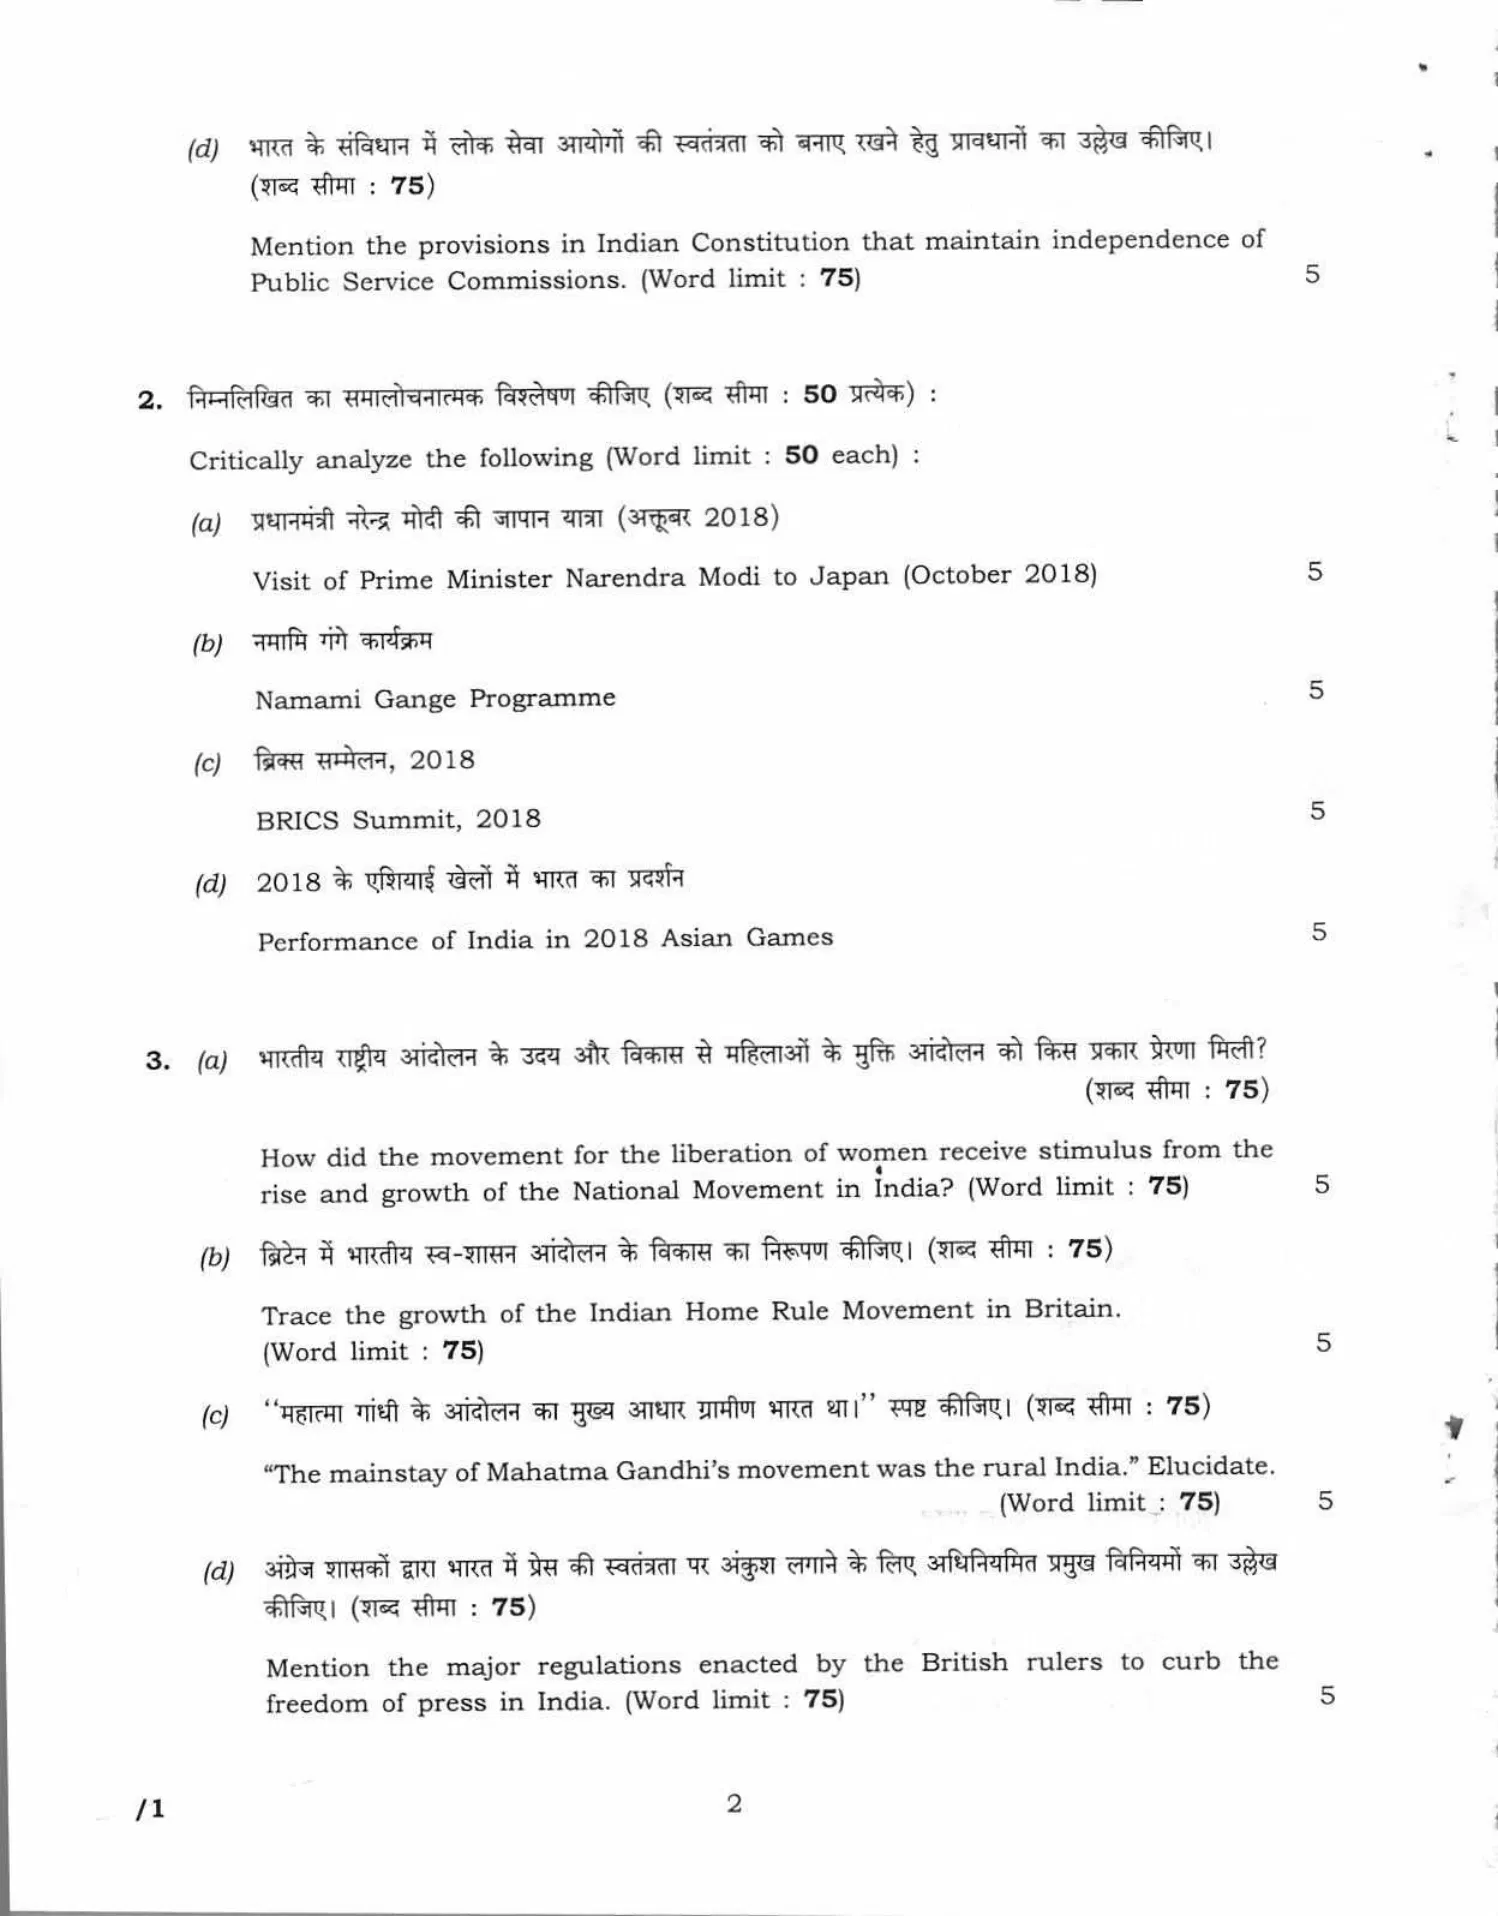 (d) भारत के संविधान में लोक सेवा आयोगों की स्वतंत्रता को बनाए रखने हेतु प्रावधानों का उल्लेख कीजिए।
(शब्द सीमा : 75)
Mention the provisions in Indian Constitution that maintain independence of
Public Service Commissions. (Word limit : 75) 5
2. निम्नलिखित का समालोचनात्मक विश्लेषण कीजिए (शब्द सीमा : 50 प्रत्येक) :
Critically analyze the following (Word limit : 50 each) :
(a) प्रधानमंत्री नरेन्द्र मोदी की जापान यात्रा (अक्तूबर 2018)
Visit of Prime Minister Narendra Modi to Japan (October 2018) 5
(b) नमामि गंगे कार्यक्रम
Namami Gange Programme 5
(c) ब्रिक्स सम्मेलन, 2018
BRICS Summit, 2018 5
(d) 2018 के एशियाई खेलों में भारत का प्रदर्शन
Performance of India in 2018 Asian Games 5
3. (a) भारतीय राष्ट्रीय आंदोलन के उदय और विकास से महिलाओं के मुक्ति आंदोलन को किस प्रकार प्रेरणा मिली?
(शब्द सीमा : 75)
How did the movement for the liberation of women receive stimulus from the
rise and growth of the National Movement in India? (Word limit : 75) 5
(b) ब्रिटेन में भारतीय स्व-शासन आंदोलन के विकास का निरूपण कीजिए। (शब्द सीमा : 75)
Trace the growth of the Indian Home Rule Movement in Britain.
(Word limit : 75) 5
(c) ‘‘महात्मा गांधी के आंदोलन का मुख्य आधार ग्रामीण भारत था।’’ स्पष्ट कीजिए। (शब्द सीमा : 75)
“The mainstay of Mahatma Gandhi’s movement was the rural India.” Elucidate.
(Word limit : 75) 5
(d) अंग्रेज शासकों द्वारा भारत में प्रेस की स्वतंत्रता पर अंकुश लगाने के लिए अधिनियमित प्रमुख विनियमों का उल्लेख
कीजिए। (शब्द सीमा : 75)
Mention the major regulations enacted by the British rulers to curb the
freedom of press in India. (Word limit : 75) 5
/1 2